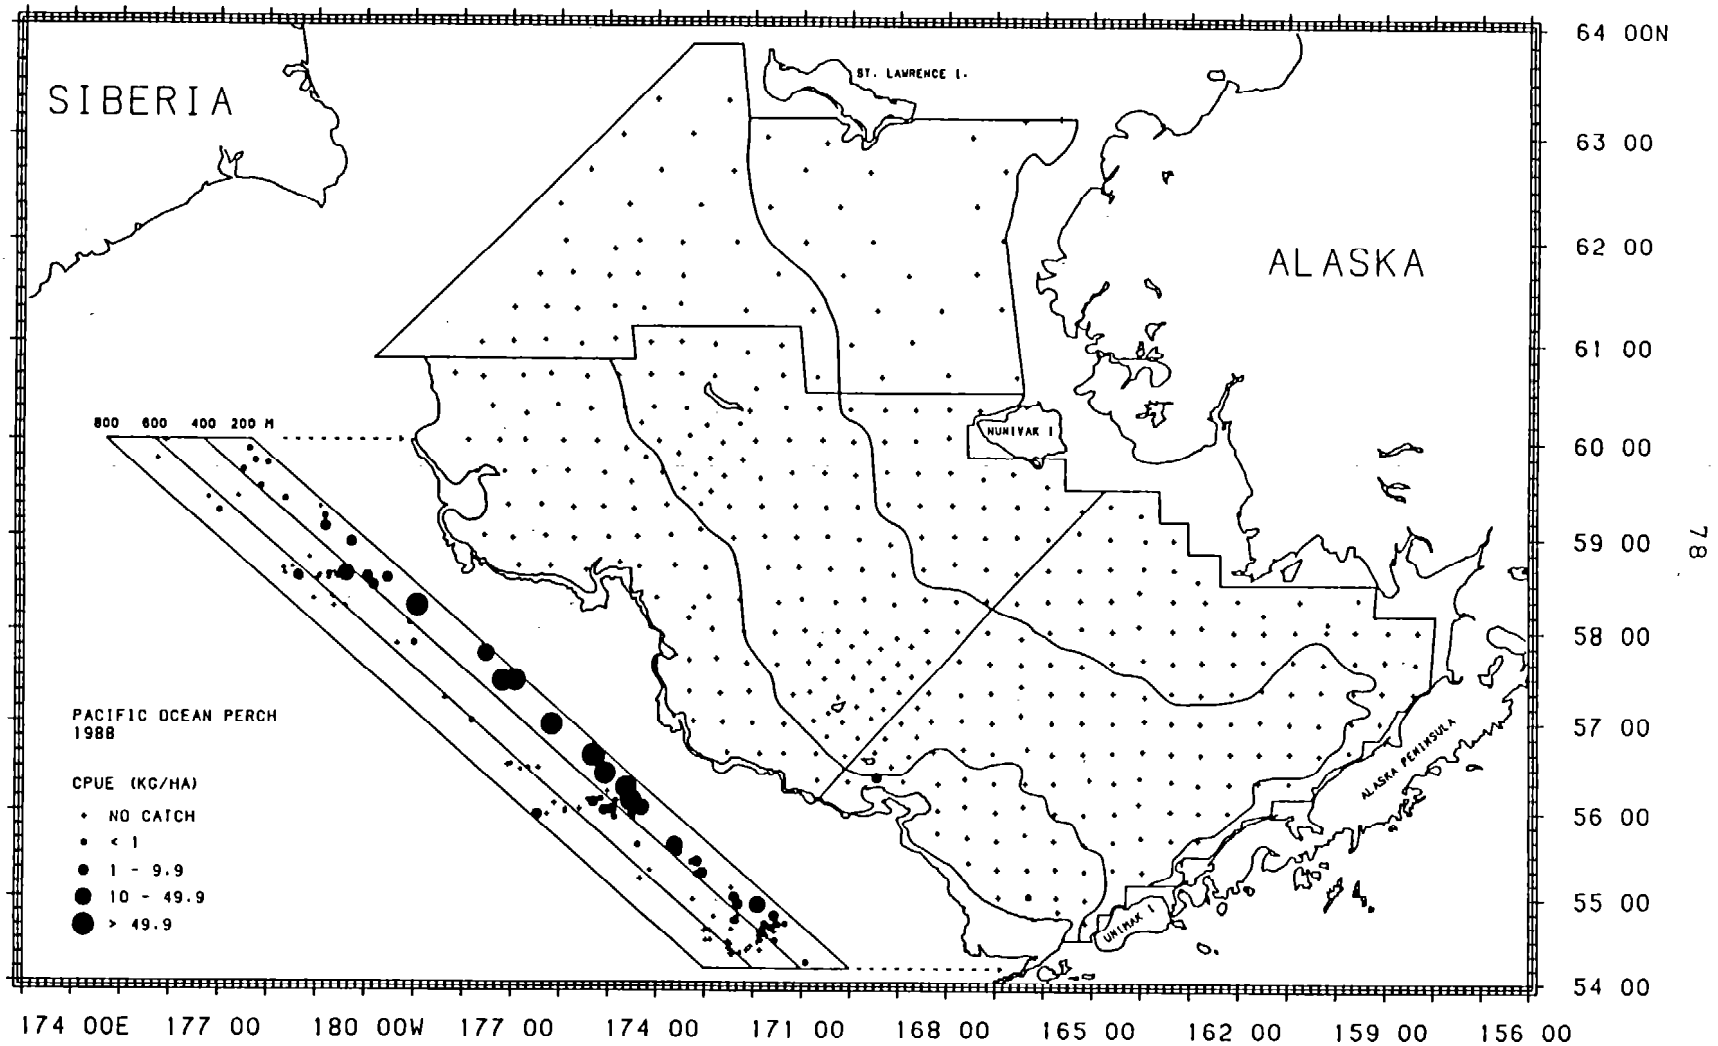 64 00N
ST. LAWRENCE I.
SIBERIA
63 00
62 00
ALASKA
61 00
800 600 400 200 M
NUNIVAK I
60 00
59 00
78
58 00
PACIFIC OCEAN PERCH
1988
57 00
ALASKA PENINSULA
CPUE (KG/HA)
+ NO CATCH
56 00
< 1
1 - 9.9
10 - 49.9
55 00
> 49.9
UNIMAK I
54 00
174 00E 177 00 180 00W 177 00 174 00 171 00 168 00 165 00 162 00 159 00 156 00